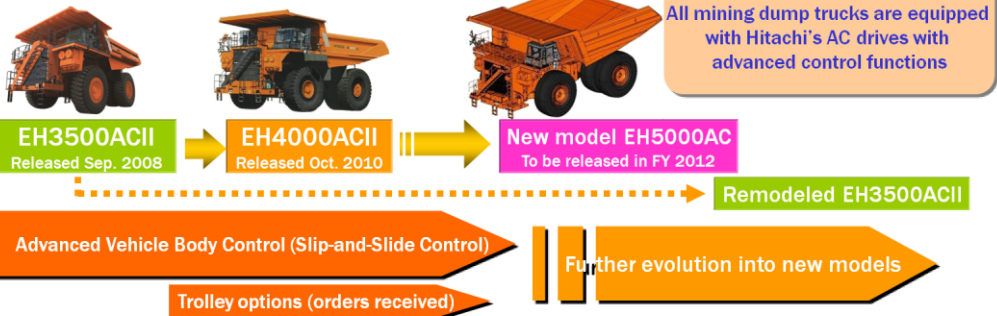 All mining dump trucks are equipped
with Hitachi's AC drives with
advanced control functions
EH3500ACII
Released Sep. 2008
EH4000ACII
Released Oct. 2010
New model EH5000AC
To be released in FY 2012
Remodeled EH3500ACII
Advanced Vehicle Body Control (Slip-and-Slide Control)
Further evolution into new models
Trolley options (orders received)